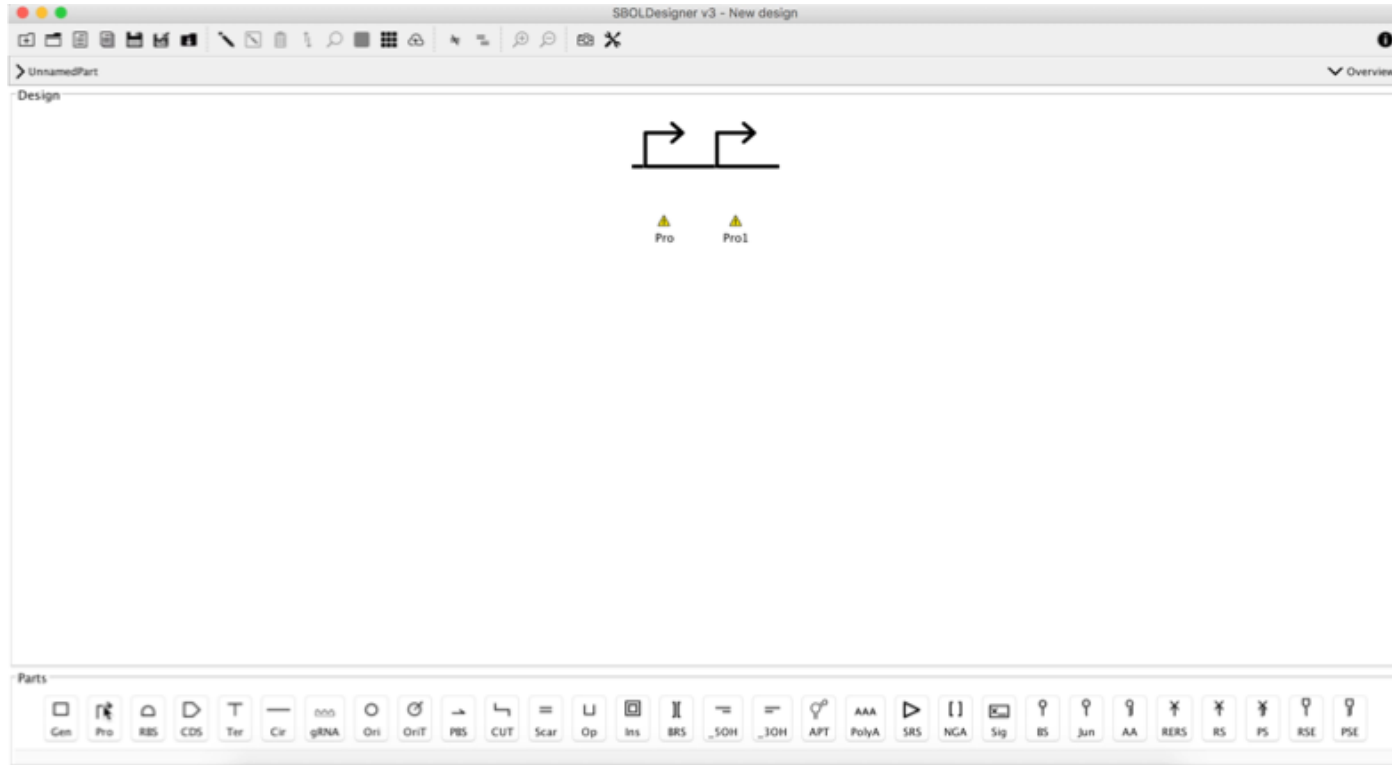 SBOLDesigner v3 - New design
UnnamedPart
Overview
Design
Pro Pro1
Parts
AAA
Gen Pro RBS CDS Ter Cir gRNA Ori OriT PBS CUT Scar Op Ins BRS _5OH _3OH APT PolyA SRS NGA Sig BS Jun AA RERS RS PS RSE PSE